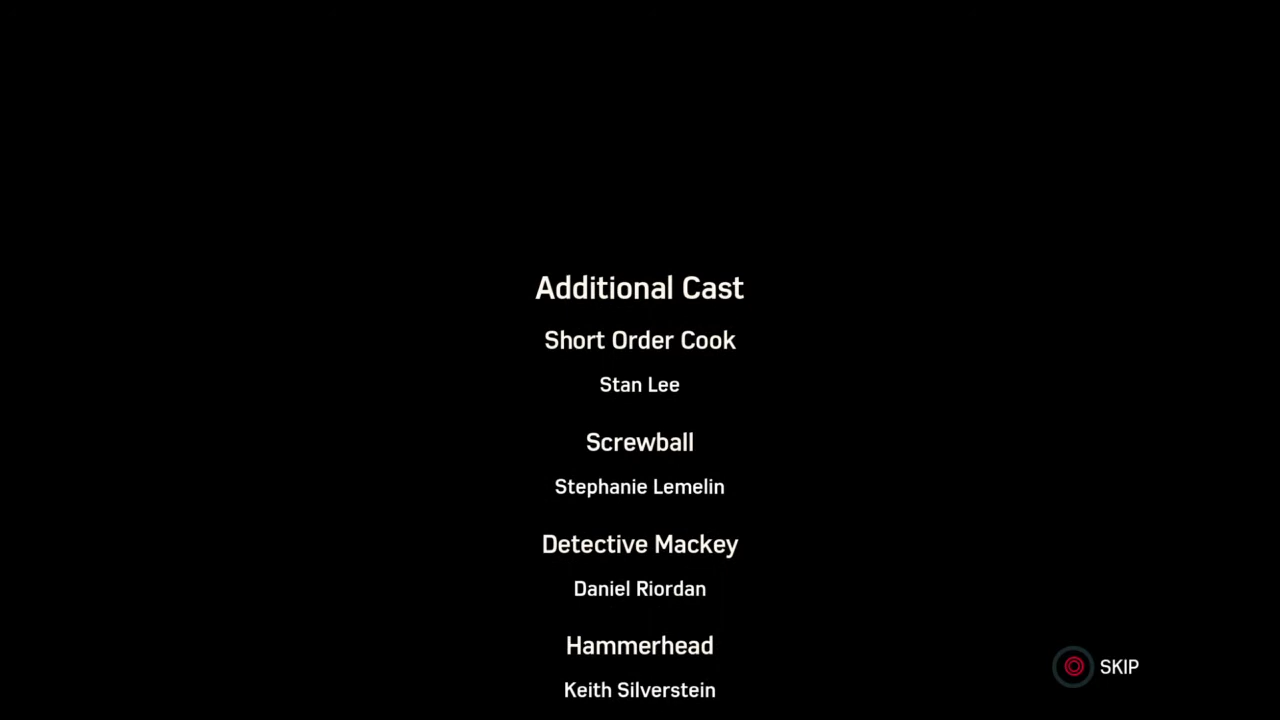 Additional Cast
Short Order Cook
Stan Lee
Screwball
Stephanie Lemelin
Detective Mackey
Daniel Riordan
Hammerhead
Keith Silverstein
SKIP